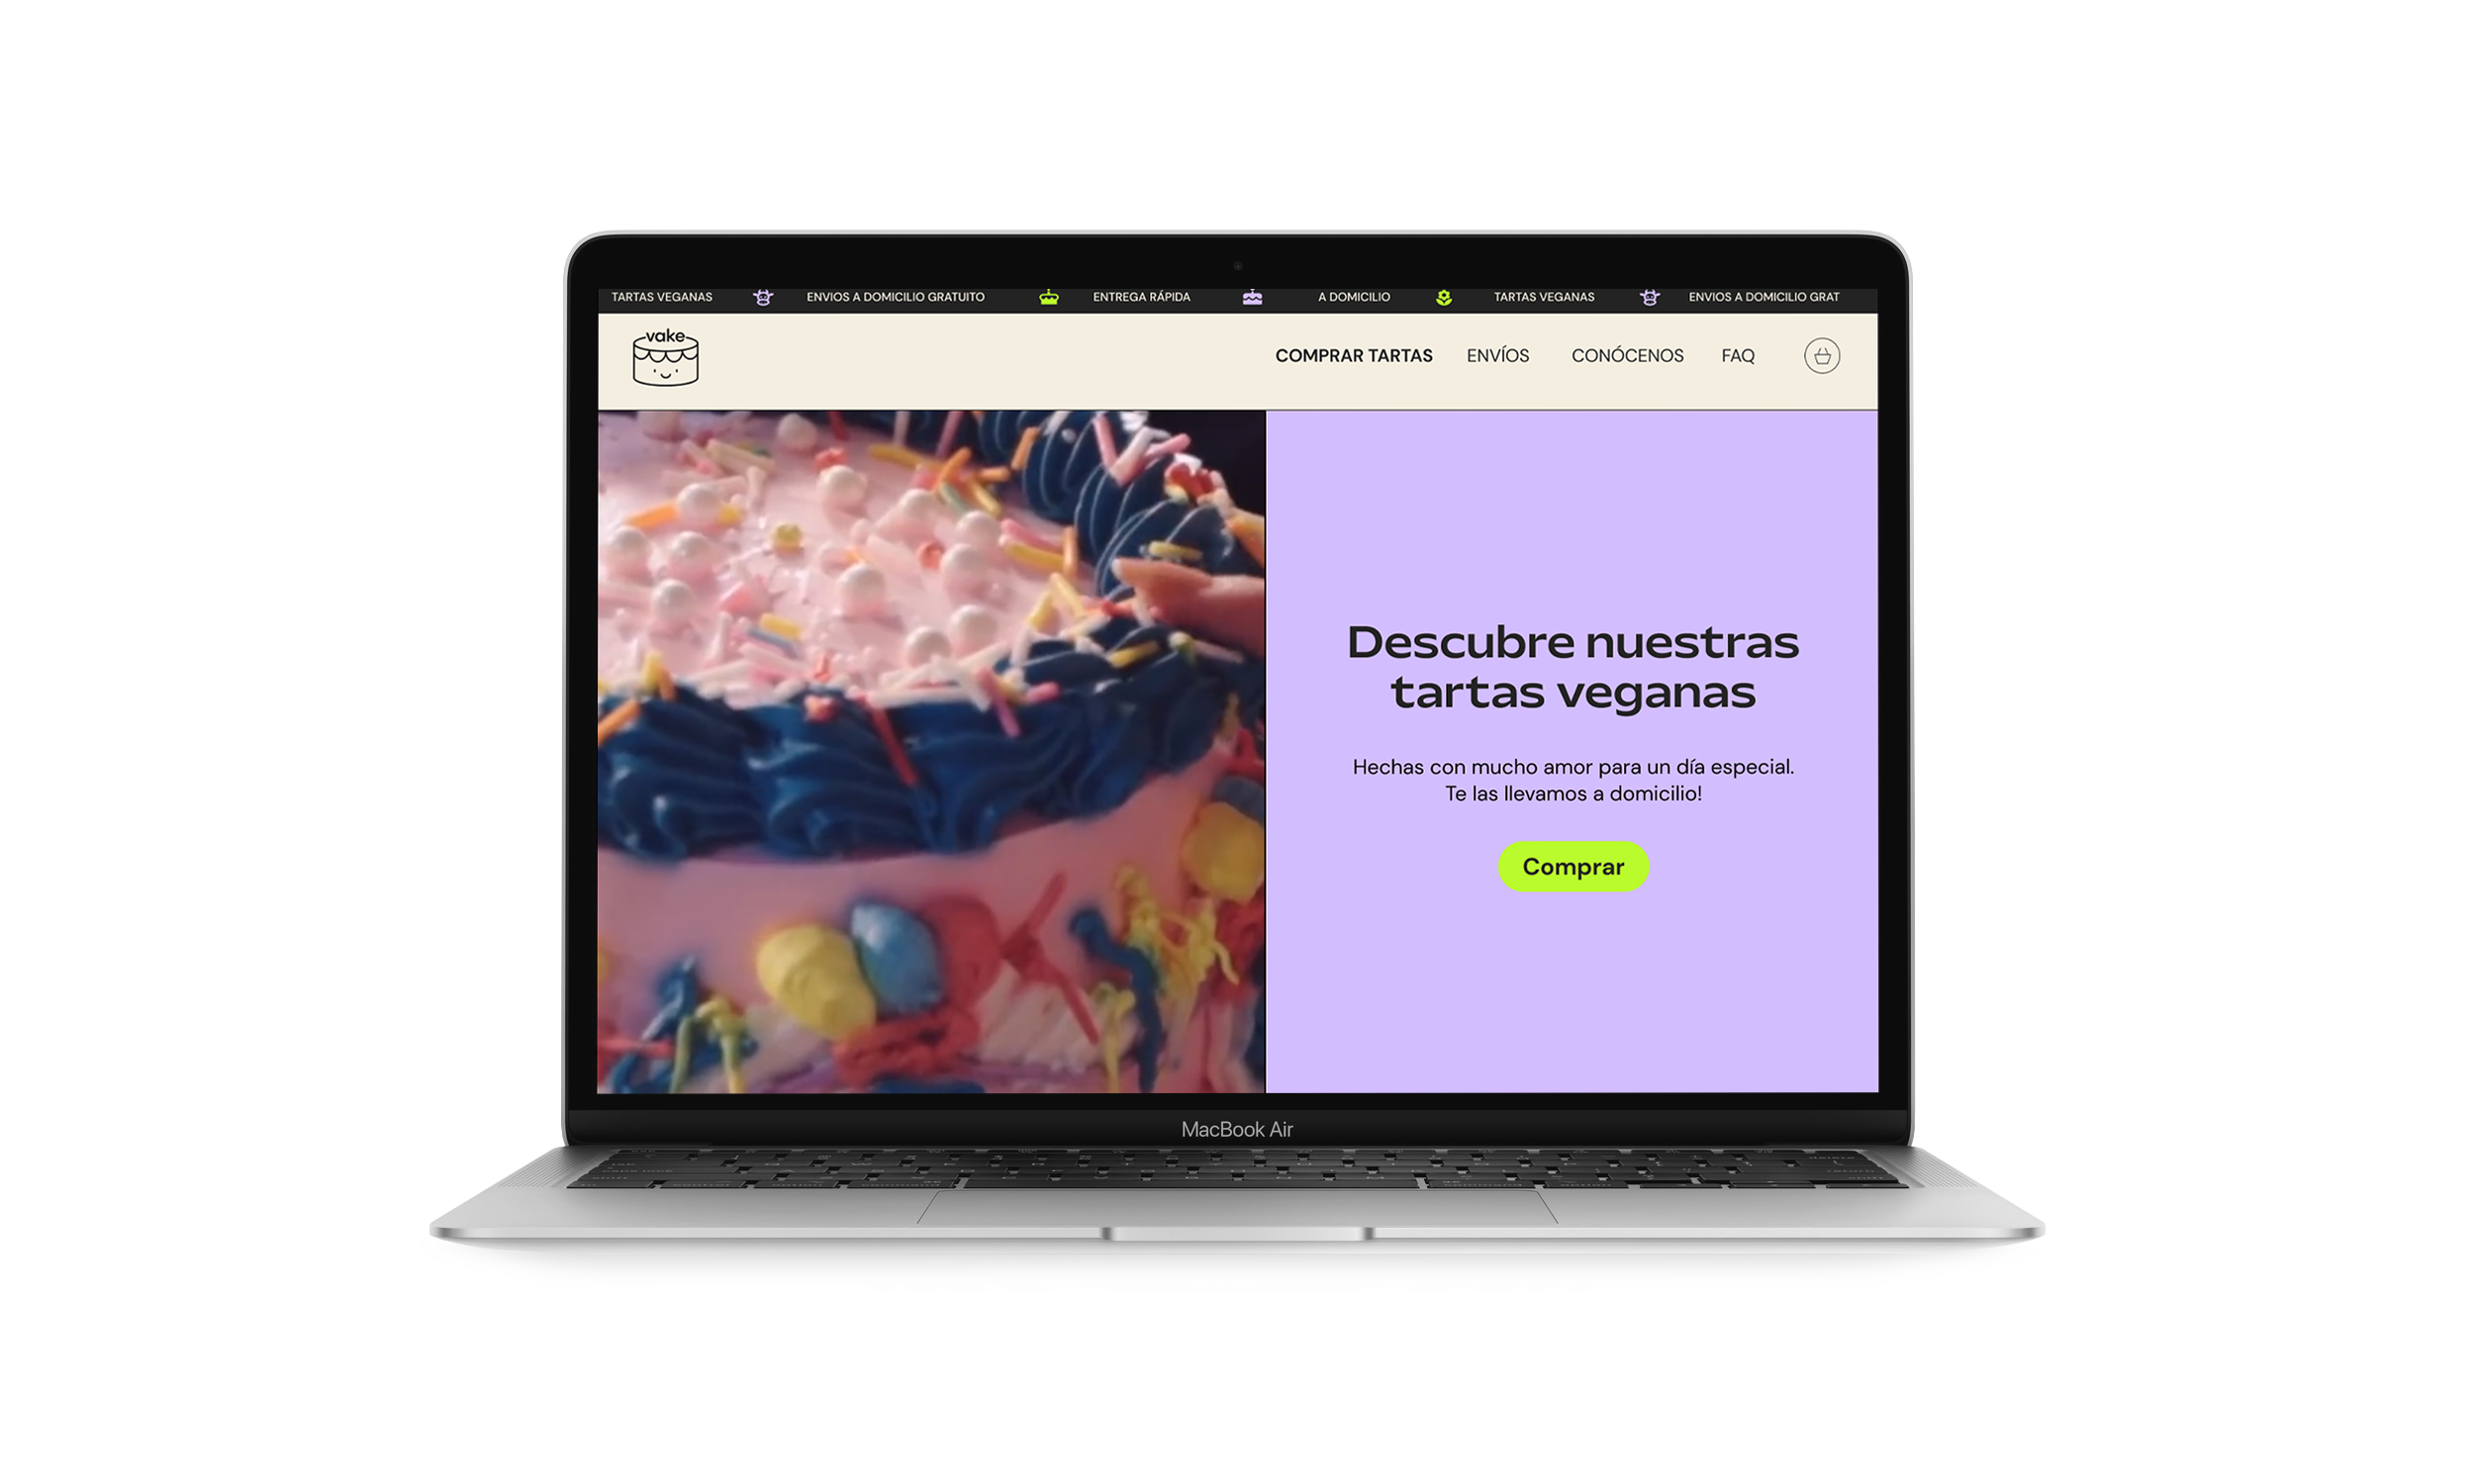 TARTAS VEGANAS ENVIOS A DOMICILIO GRATUITO ENTREGA RÁPIDA A DOMICILIO TARTAS VEGANAS ENVIOS A DOMICILIO GRAT
vake
COMPRAR TARTAS ENVÍOS CONÓCENOS FAQ
Descubre nuestras
tartas veganas
Hechas con mucho amor para un día especial.
Te las llevamos a domicilio!
Comprar
MacBook Air